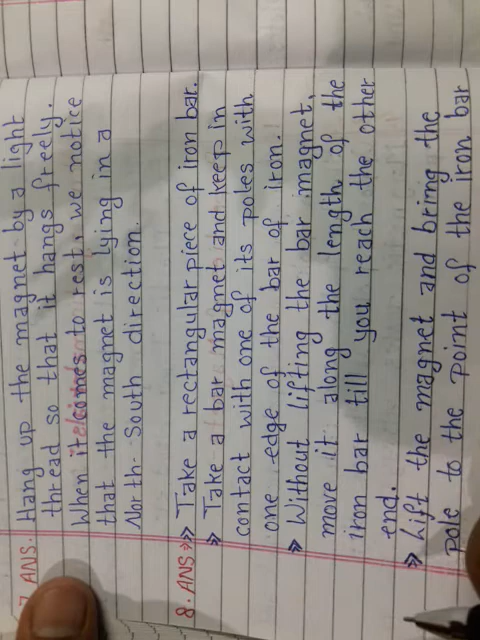 7. ANS. Hang up the magnet by a light
thread so that it hangs freely.
When it comes to rest, we notice
that the magnet is lying in a
North-South direction.
8. ANS ⇒» Take a rectangular piece of iron bar.
» Take a bar magnet and keep in
contact with one of its poles with
one edge of the bar of iron.
» Without lifting the bar magnet,
move it along the length of the
iron bar till you reach the other
end.
» Lift the magnet and bring the
pole to the point of the iron bar